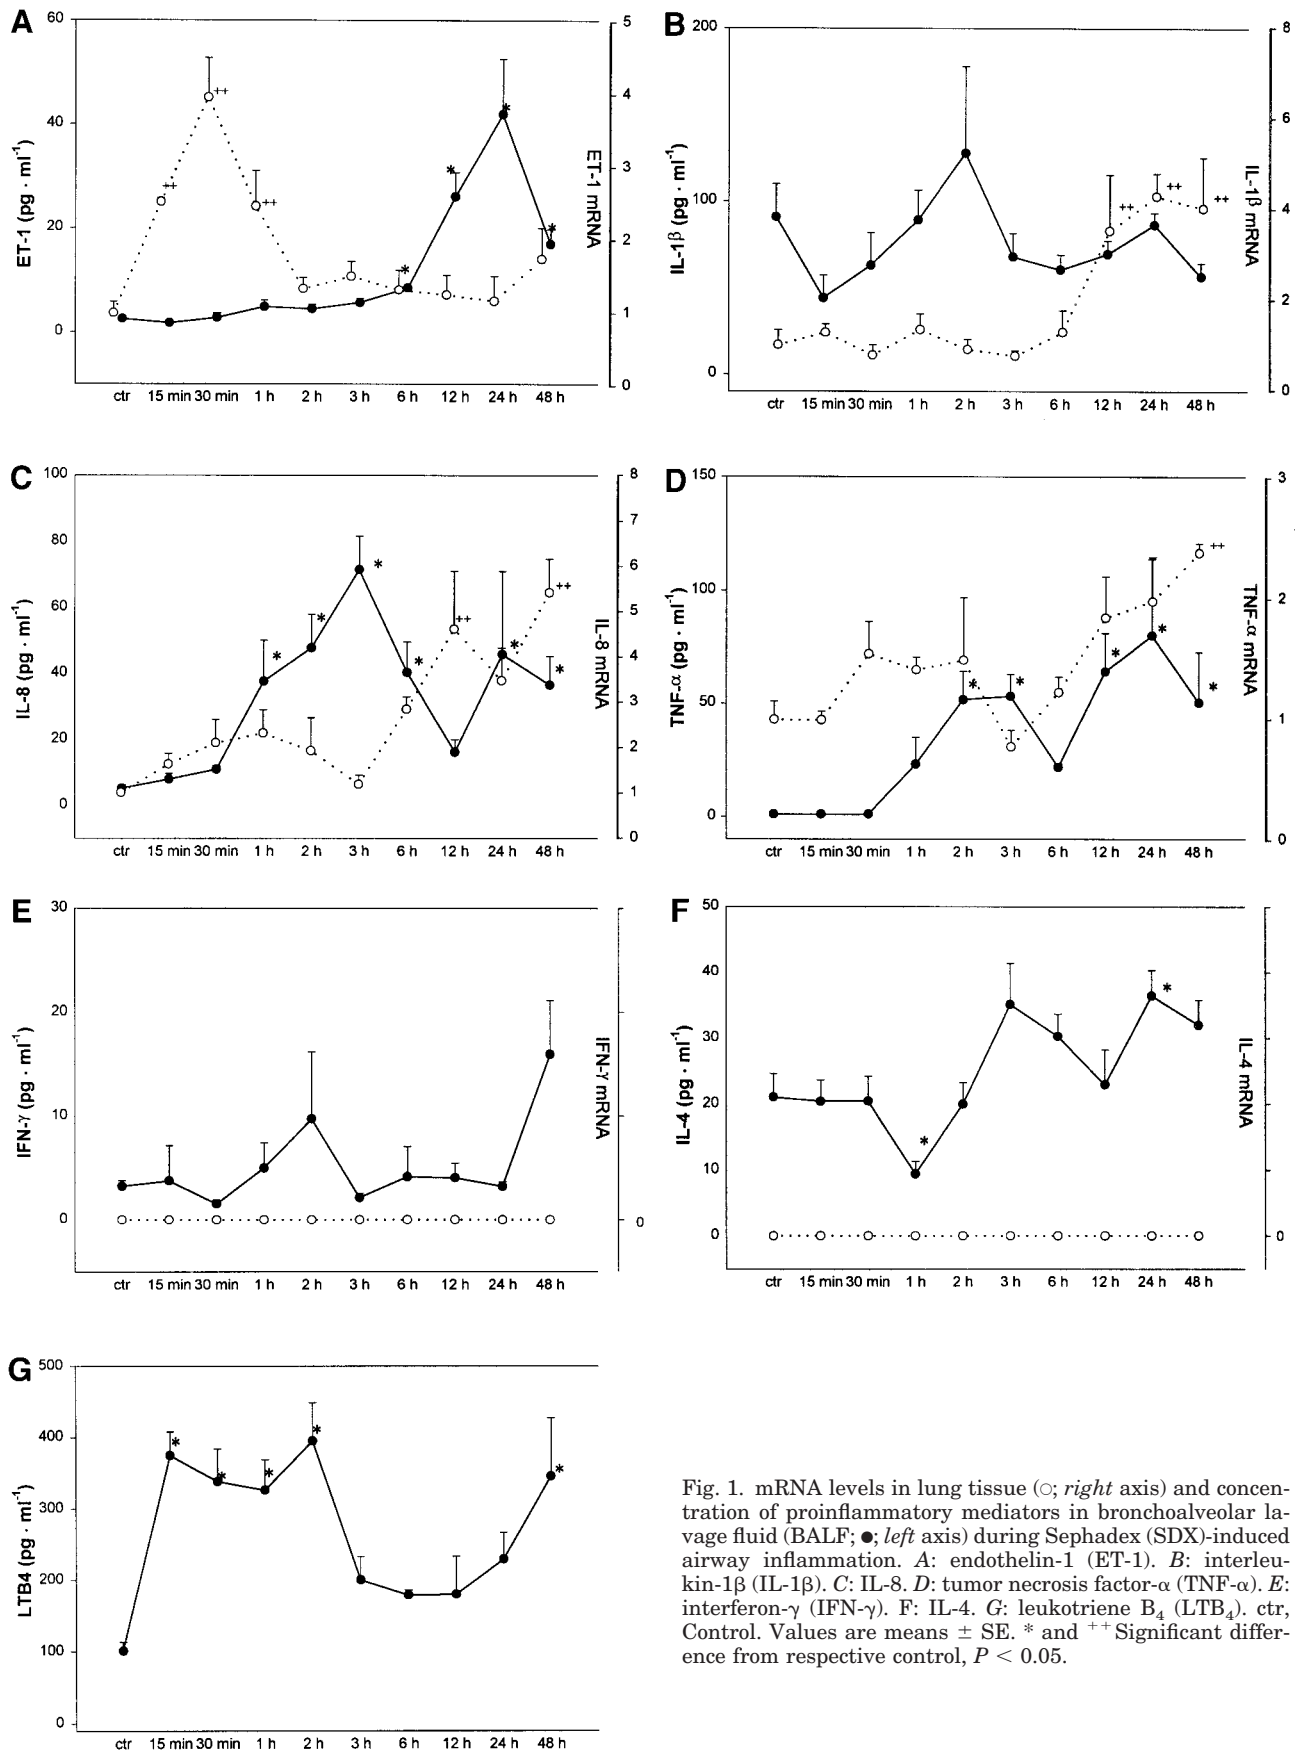 A
60
40
20
0
ET-1 (pg · ml-1)
5
4
3
2
1
0
ET-1 mRNA
++
++
++
*
*
*
*
ctr 15 min 30 min 1 h 2 h 3 h 6 h 12 h 24 h 48 h
B
200
100
0
IL-1β (pg · ml-1)
8
6
4
2
0
IL-1β mRNA
++
++
++
ctr 15 min 30 min 1 h 2 h 3 h 6 h 12 h 24 h 48 h
C
100
80
60
40
20
0
IL-8 (pg · ml-1)
8
7
6
5
4
3
2
1
0
IL-8 mRNA
*
*
*
*
++
*
++
*
ctr 15 min 30 min 1 h 2 h 3 h 6 h 12 h 24 h 48 h
D
150
100
50
0
TNF-α (pg · ml-1)
3
2
1
0
TNF-α mRNA
*
*
*
*
++
*
ctr 15 min 30 min 1 h 2 h 3 h 6 h 12 h 24 h 48 h
E
30
20
10
0
IFN-γ (pg · ml-1)
0
IFN-γ mRNA
ctr 15 min 30 min 1 h 2 h 3 h 6 h 12 h 24 h 48 h
F
50
40
30
20
10
0
IL-4 (pg · ml-1)
0
IL-4 mRNA
*
*
ctr 15 min 30 min 1 h 2 h 3 h 6 h 12 h 24 h 48 h
G
500
400
300
200
100
0
LTB4 (pg · ml-1)
*
*
*
*
*
ctr 15 min 30 min 1 h 2 h 3 h 6 h 12 h 24 h 48 h
Fig. 1. mRNA levels in lung tissue (○; right axis) and concen-
tration of proinflammatory mediators in bronchoalveolar la-
vage fluid (BALF; ●; left axis) during Sephadex (SDX)-induced
airway inflammation. A: endothelin-1 (ET-1). B: interleu-
kin-1β (IL-1β). C: IL-8. D: tumor necrosis factor-α (TNF-α). E:
interferon-γ (IFN-γ). F: IL-4. G: leukotriene B4 (LTB4). ctr,
Control. Values are means ± SE. * and ++ Significant differ-
ence from respective control, P < 0.05.